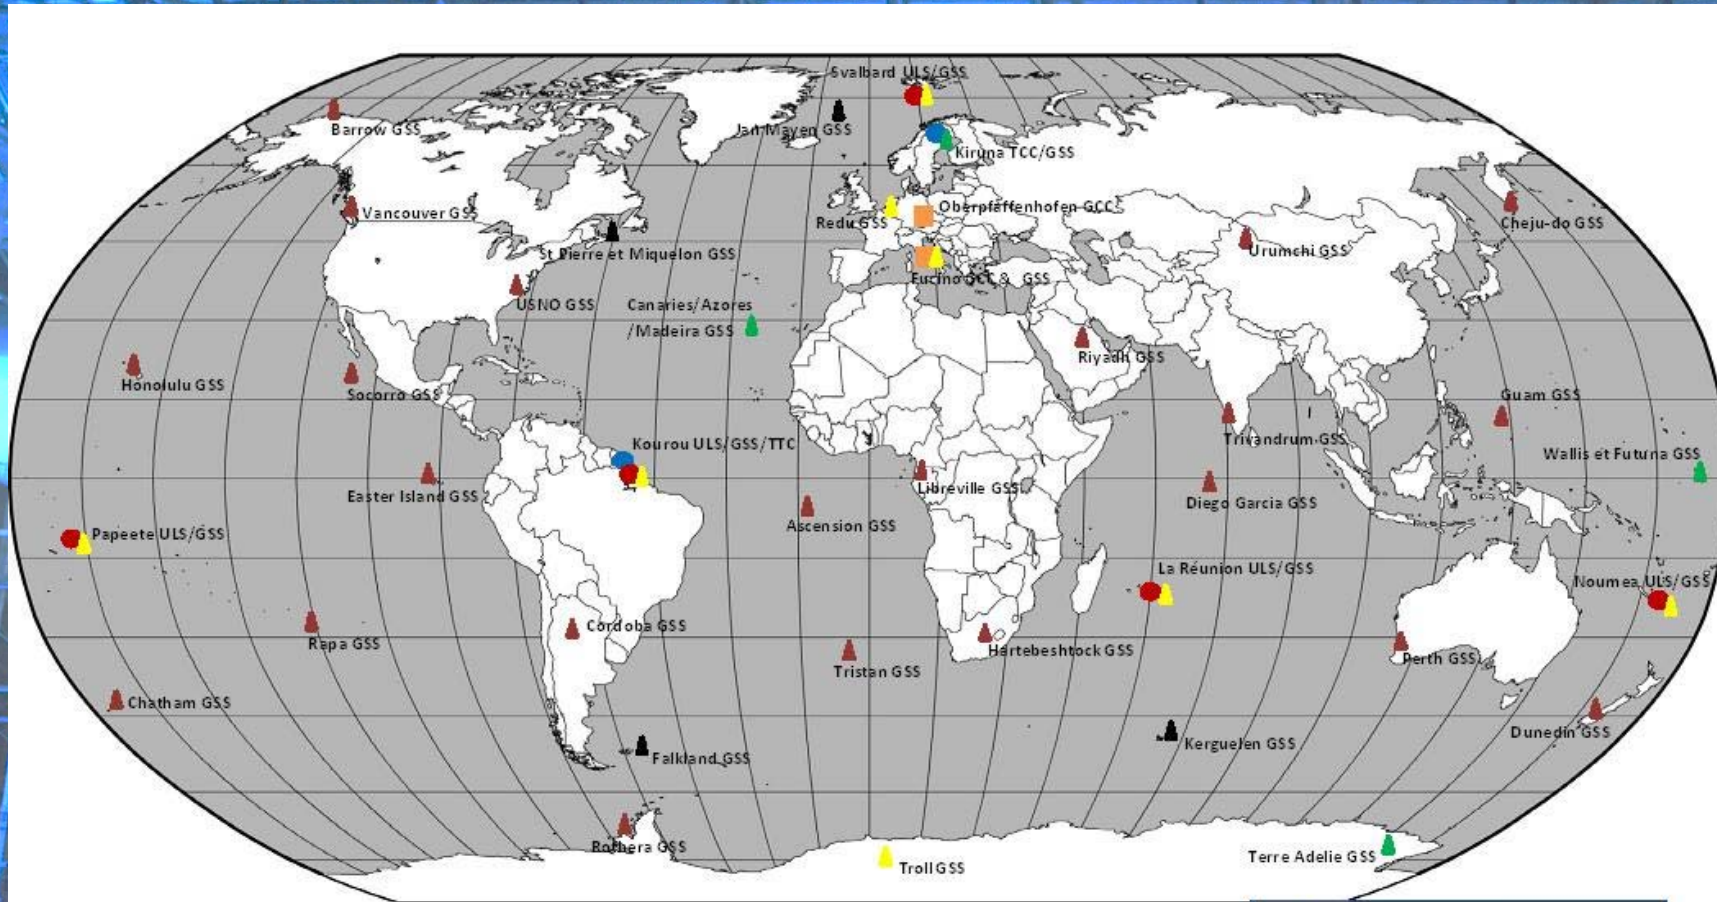 Svalbard ULS/GSS
Barrow GSS
Jan Mayen GSS
Kiruna TCC/GSS
Vancouver GSS
Redu GSS
Oberpfaffenhofen GCC
Cheju-do GSS
St Pierre et Miquelon GSS
Urumchi GSS
Fucino GCC & GSS
USNO GSS
Canaries/Azores
/Madeira GSS
Riyadh GSS
Honolulu GSS
Socorro GSS
Guam GSS
Trivandrum GSS
Kourou ULS/GSS/TTC
Wallis et Futuna GSS
Easter Island GSS
Libreville GSS
Diego Garcia GSS
Ascension GSS
Papeete ULS/GSS
La Réunion ULS/GSS
Noumea ULS/GSS
Rapa GSS
Cordoba GSS
Hartebeshtock GSS
Perth GSS
Tristan GSS
Chatham GSS
Dunedin GSS
Kerguelen GSS
Falkland GSS
Rothera GSS
Troll GSS
Terre Adelie GSS